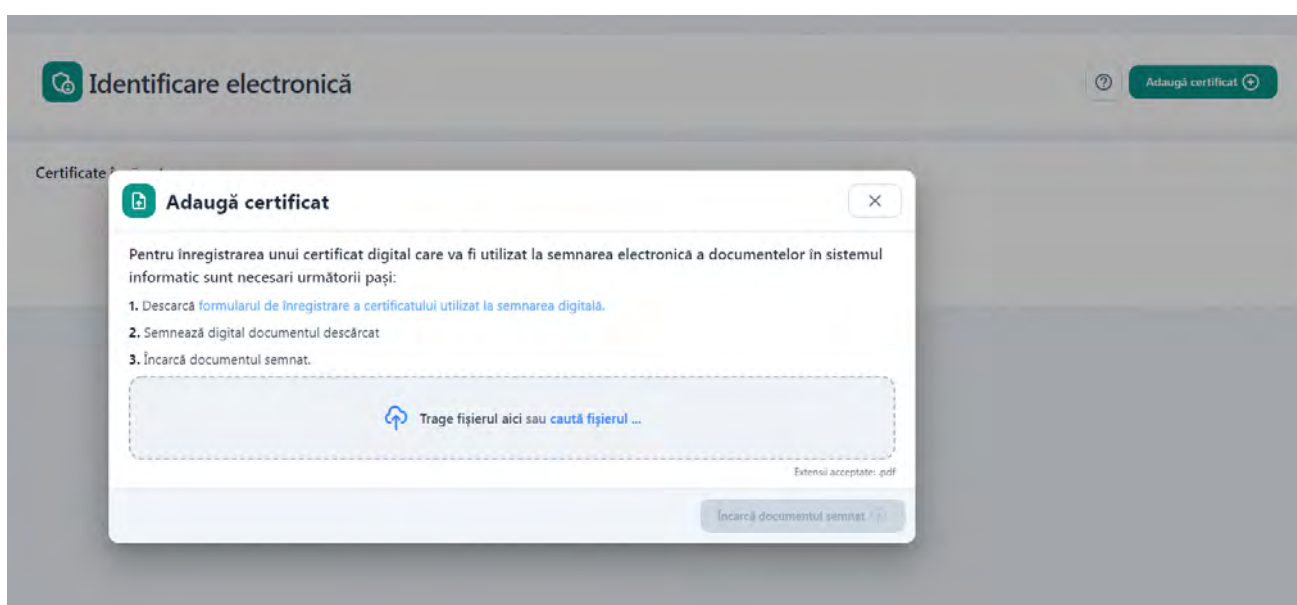 Identificare electronică
Adaugă certificat
Certificate
Adaugă certificat
Pentru înregistrarea unui certificat digital care va fi utilizat la semnarea electronică a documentelor în sistemul
informatic sunt necesari următorii pași:
1. Descarcă formularul de înregistrare a certificatului utilizat la semnarea digitală.
2. Semnează digital documentul descărcat
3. Încarcă documentul semnat.
Trage fișierul aici sau caută fișierul ...
Extensii acceptate: .pdf
Încarcă documentul semnat